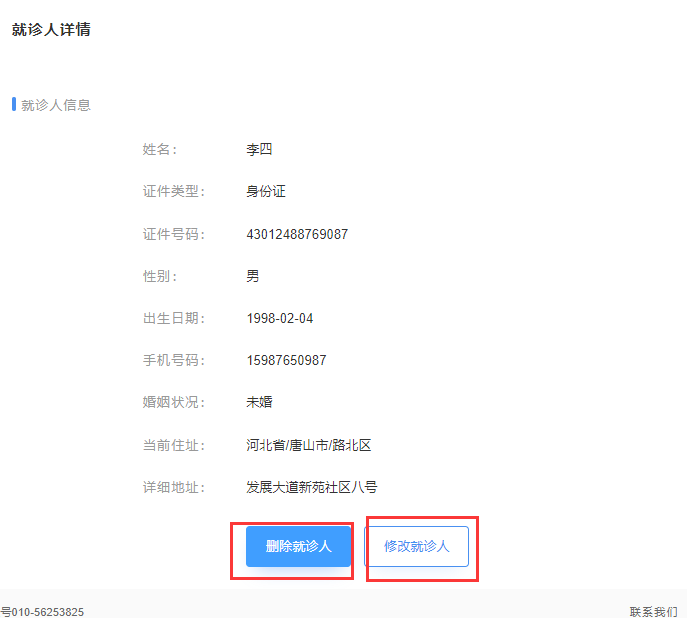 就诊人详情
就诊人信息
姓名： 李四
证件类型： 身份证
证件号码： 43012488769087
性别： 男
出生日期： 1998-02-04
手机号码： 15987650987
婚姻状况： 未婚
当前住址： 河北省/唐山市/路北区
详细地址： 发展大道新苑社区八号
删除就诊人 修改就诊人
号010-56253825 联系我们